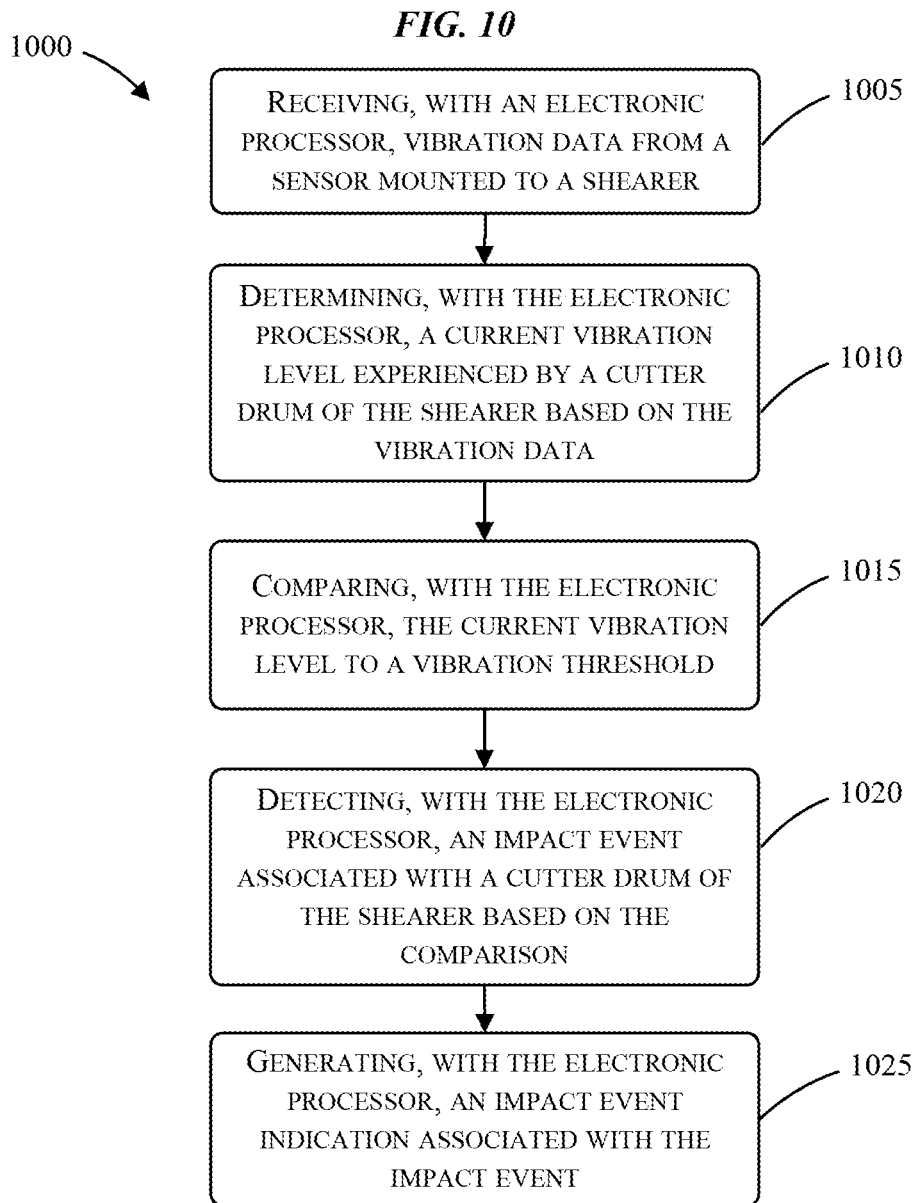 FIG. 10
1000
RECEIVING, WITH AN ELECTRONIC
PROCESSOR, VIBRATION DATA FROM A
SENSOR MOUNTED TO A SHEARER
1005
DETERMINING, WITH THE ELECTRONIC
PROCESSOR, A CURRENT VIBRATION
LEVEL EXPERIENCED BY A CUTTER
DRUM OF THE SHEARER BASED ON THE
VIBRATION DATA
1010
COMPARING, WITH THE ELECTRONIC
PROCESSOR, THE CURRENT VIBRATION
LEVEL TO A VIBRATION THRESHOLD
1015
DETECTING, WITH THE ELECTRONIC
PROCESSOR, AN IMPACT EVENT
ASSOCIATED WITH A CUTTER DRUM OF
THE SHEARER BASED ON THE
COMPARISON
1020
GENERATING, WITH THE ELECTRONIC
PROCESSOR, AN IMPACT EVENT
INDICATION ASSOCIATED WITH THE
IMPACT EVENT
1025